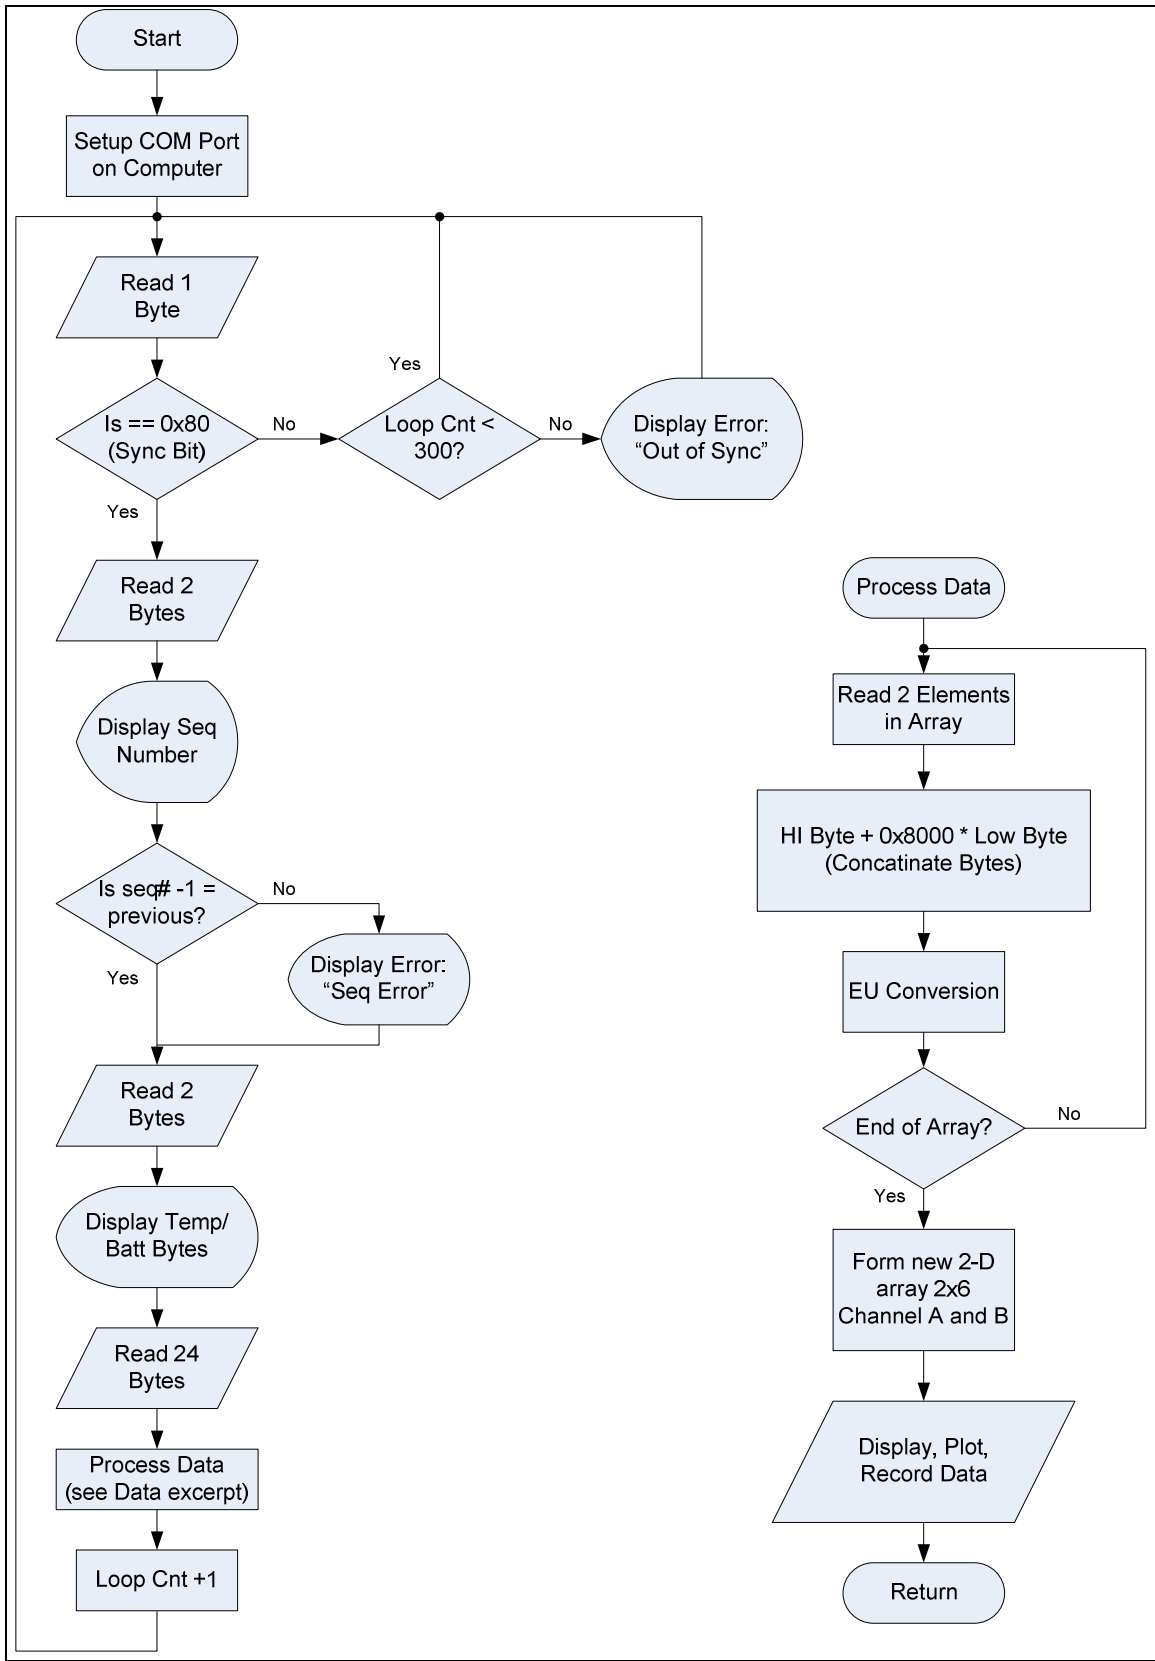 Start
Setup COM Port
on Computer
Read 1
Byte
Is == 0x80
(Sync Bit)
No
Yes
Loop Cnt <
300?
No
Display Error:
“Out of Sync”
Yes
Read 2
Bytes
Display Seq
Number
Is seq# -1 =
previous?
No
Display Error:
“Seq Error”
Yes
Read 2
Bytes
Display Temp/
Batt Bytes
Read 24
Bytes
Process Data
(see Data excerpt)
Loop Cnt +1
Process Data
Read 2 Elements
in Array
HI Byte + 0x8000 * Low Byte
(Concatinate Bytes)
EU Conversion
End of Array?
No
Yes
Form new 2-D
array 2x6
Channel A and B
Display, Plot,
Record Data
Return